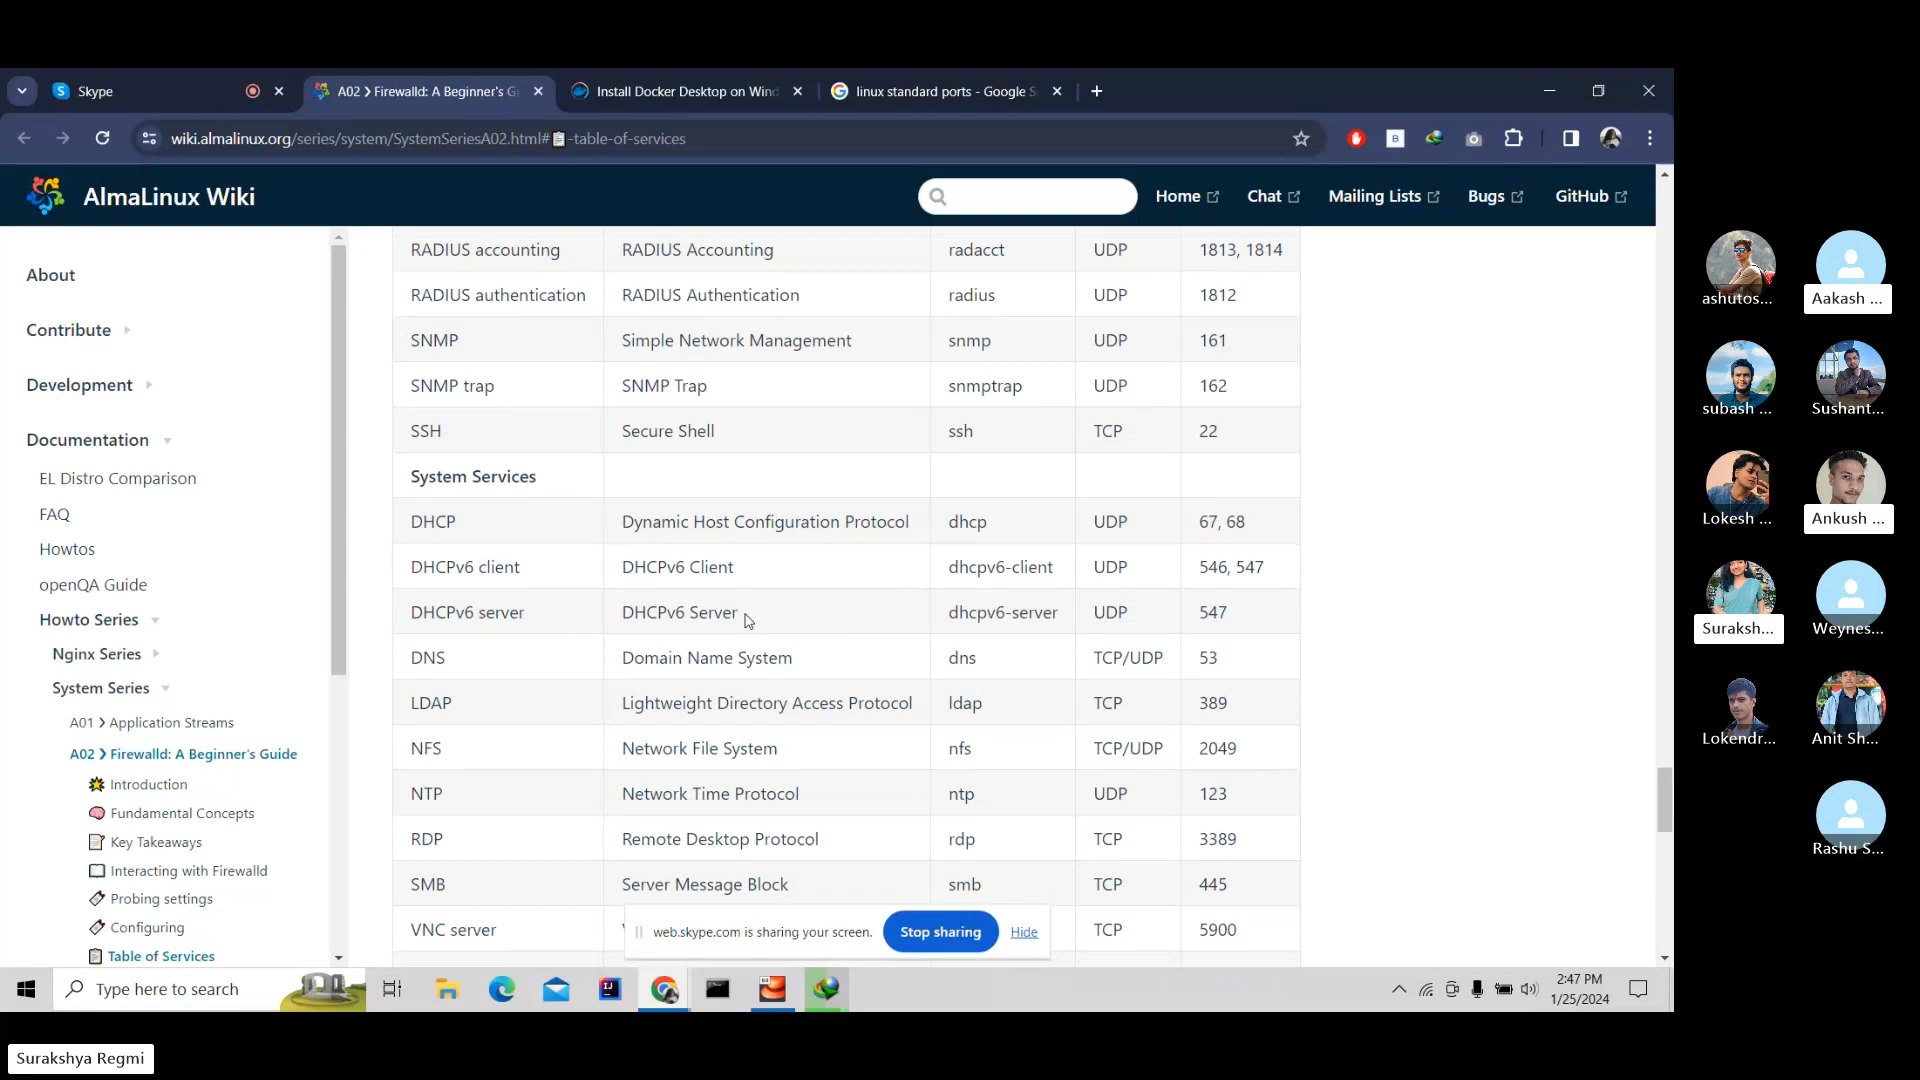 Skype
A02 ❯ Firewalld: A Beginner's G
Install Docker Desktop on Wind
linux standard ports - Google S
wiki.almalinux.org/series/system/SystemSeriesA02.html#📋-table-of-services
AlmaLinux Wiki
Home
Chat
Mailing Lists
Bugs
GitHub
About
Contribute
Development
Documentation
EL Distro Comparison
FAQ
Howtos
openQA Guide
Howto Series
Nginx Series
System Series
A01 ❯ Application Streams
A02 ❯ Firewalld: A Beginner's Guide
Introduction
Fundamental Concepts
Key Takeaways
Interacting with Firewalld
Probing settings
Configuring
Table of Services
RADIUS accounting RADIUS Accounting radacct UDP 1813, 1814
RADIUS authentication RADIUS Authentication radius UDP 1812
SNMP Simple Network Management snmp UDP 161
SNMP trap SNMP Trap snmptrap UDP 162
SSH Secure Shell ssh TCP 22
System Services
DHCP Dynamic Host Configuration Protocol dhcp UDP 67, 68
DHCPv6 client DHCPv6 Client dhcpv6-client UDP 546, 547
DHCPv6 server DHCPv6 Server dhcpv6-server UDP 547
DNS Domain Name System dns TCP/UDP 53
LDAP Lightweight Directory Access Protocol ldap TCP 389
NFS Network File System nfs TCP/UDP 2049
NTP Network Time Protocol ntp UDP 123
RDP Remote Desktop Protocol rdp TCP 3389
SMB Server Message Block smb TCP 445
VNC server TCP 5900
web.skype.com is sharing your screen.
Stop sharing
Hide
Type here to search
2:47 PM
1/25/2024
ashutos...
Aakash ...
subash ...
Sushant...
Lokesh ...
Ankush ...
Suraksh...
Weynes...
Lokendr...
Anit Sh...
Rashu S...
Surakshya Regmi